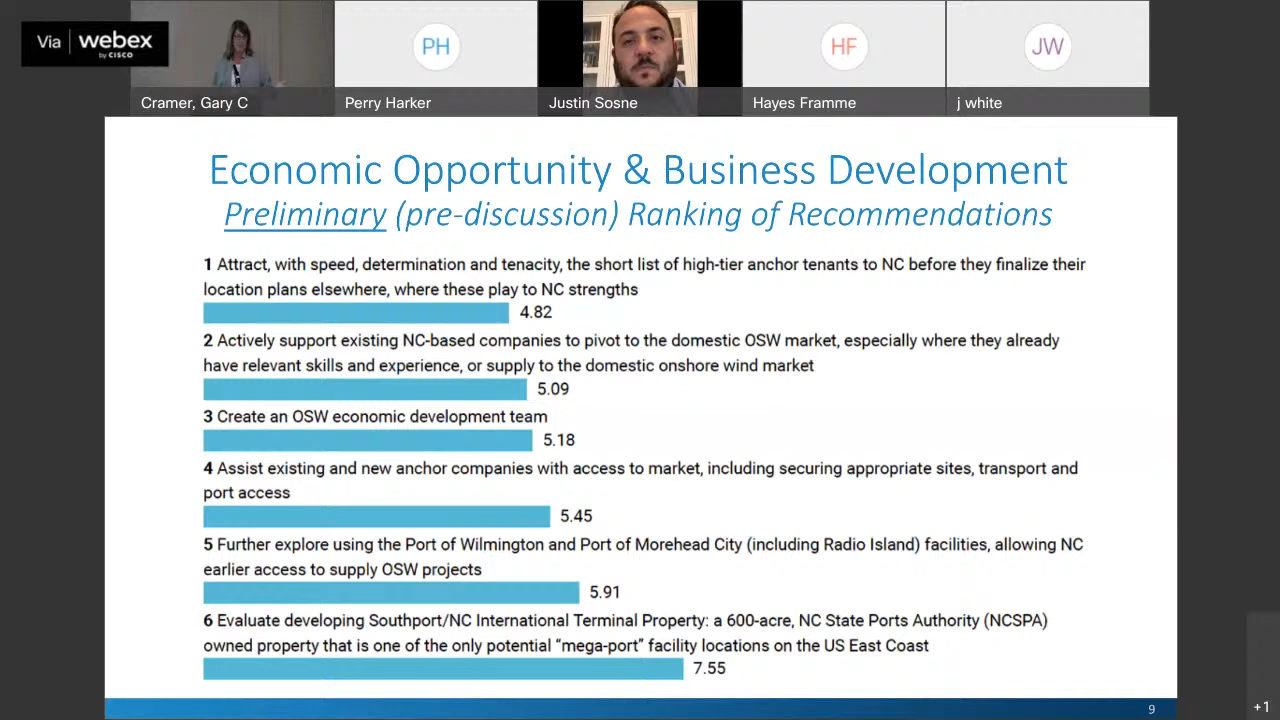 Via | webex
by CISCO
PH
HF
JW
Cramer, Gary C
Perry Harker
Justin Sosne
Hayes Framme
j white
Economic Opportunity & Business Development
Preliminary (pre-discussion) Ranking of Recommendations
1 Attract, with speed, determination and tenacity, the short list of high-tier anchor tenants to NC before they finalize their
location plans elsewhere, where these play to NC strengths
4.82
2 Actively support existing NC-based companies to pivot to the domestic OSW market, especially where they already
have relevant skills and experience, or supply to the domestic onshore wind market
5.09
3 Create an OSW economic development team
5.18
4 Assist existing and new anchor companies with access to market, including securing appropriate sites, transport and
port access
5.45
5 Further explore using the Port of Wilmington and Port of Morehead City (including Radio Island) facilities, allowing NC
earlier access to supply OSW projects
5.91
6 Evaluate developing Southport/NC International Terminal Property: a 600-acre, NC State Ports Authority (NCSPA)
owned property that is one of the only potential “mega-port” facility locations on the US East Coast
7.55
9
+1